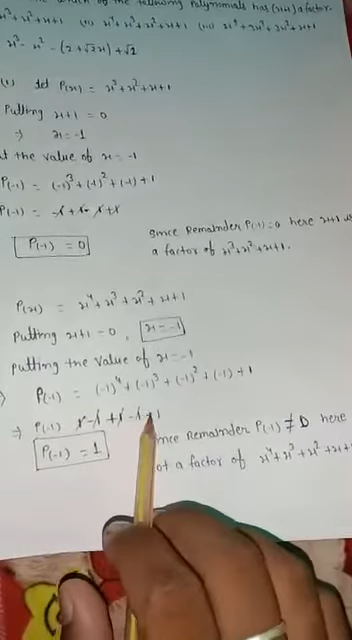 which of the following Polynomials has (x+1) a factor.
x³+x²+x+1 (ii) x⁴+x³+x²+x+1 (iii) x⁴+3x³+3x²+x+1
x³-x²-(2+√2x)+√2
(i) Let P(x) = x³+x²+x+1
Putting x+1=0
⇒ x=-1
at the value of x=-1
P(-1) = (-1)³+(-1)²+(-1)+1
P(-1) = -1+1-1+1
P(-1) = 0
since Remainder P(-1)=0 here x+1 is
a factor of x³+x²+x+1.
P(x) = x⁴+x³+x²+x+1
Putting x+1=0, x=-1
putting the value of x=-1
P(-1) = (-1)⁴+(-1)³+(-1)²+(-1)+1
⇒ P(-1) 1-1+1-1+1
P(-1) = 1
ince Remainder P(-1)≠0 here
ot a factor of x⁴+x³+x²+x+